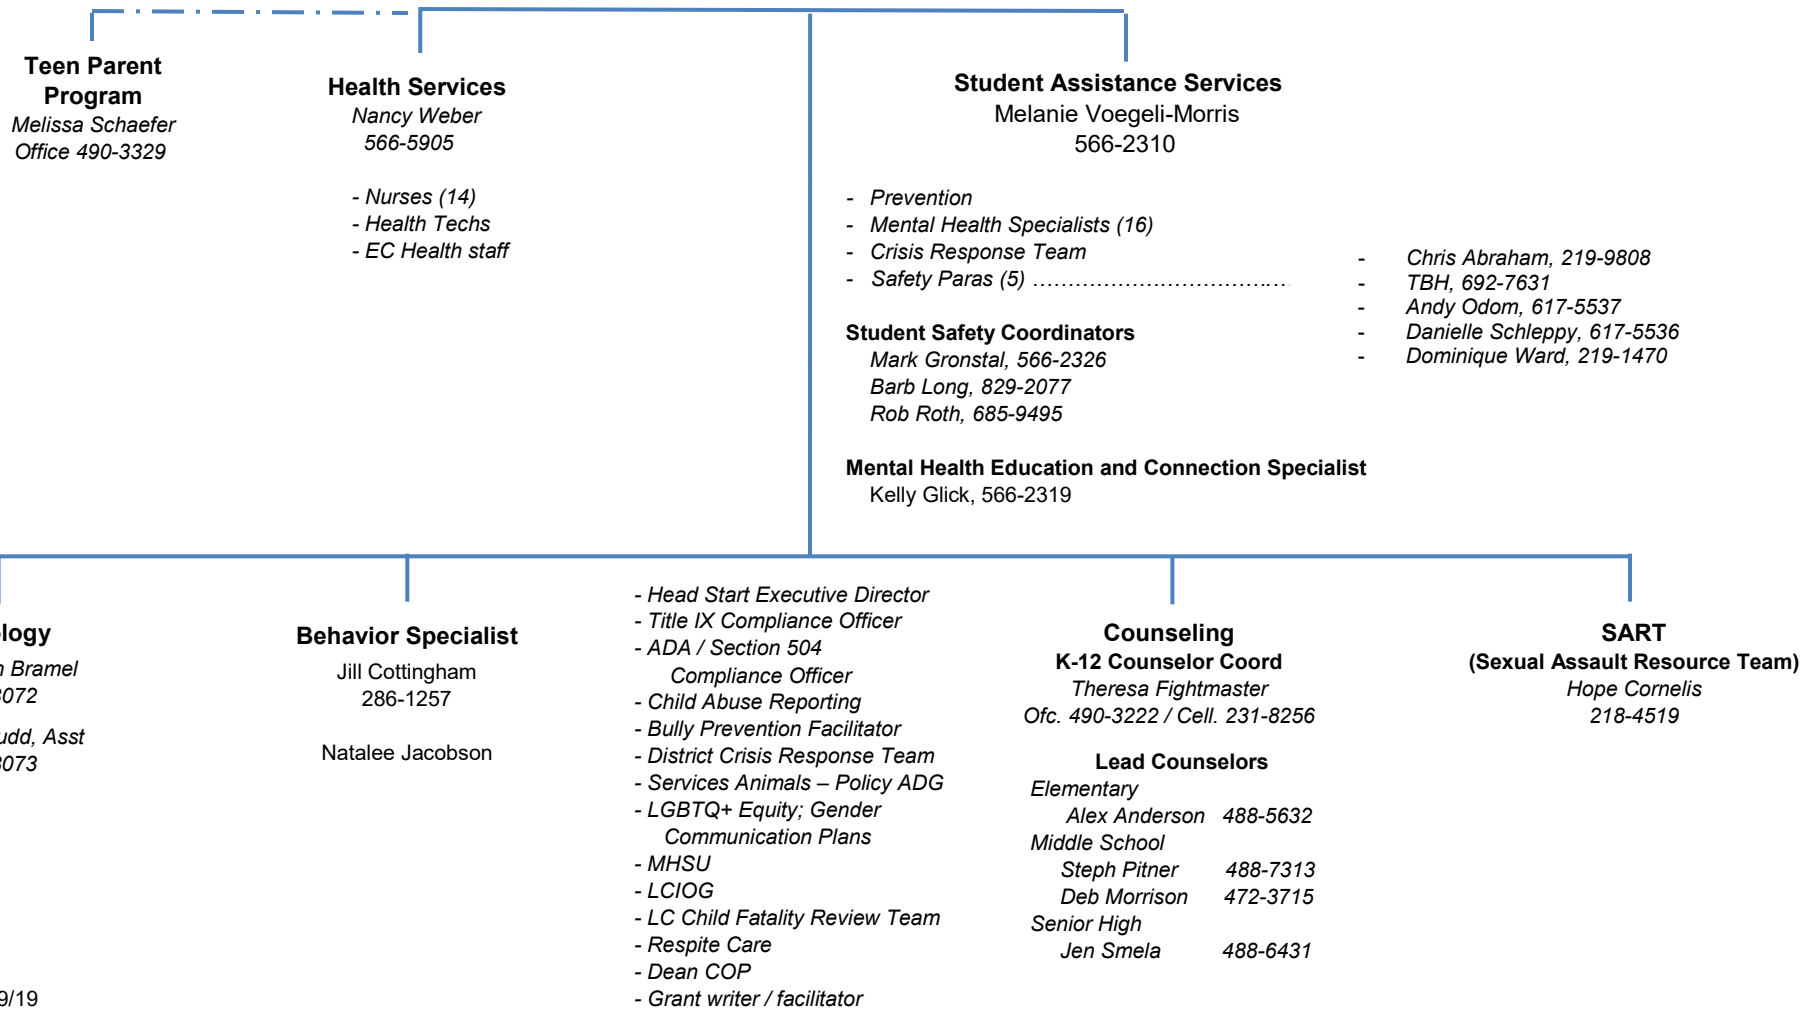 Teen Parent
Program
Melissa Schaefer
Office 490-3329
Health Services
Nancy Weber
566-5905
- Nurses (14)
- Health Techs
- EC Health staff
Student Assistance Services
Melanie Voegeli-Morris
566-2310
- Prevention
- Mental Health Specialists (16)
- Crisis Response Team
- Safety Paras (5) ……………………………..…..
- Chris Abraham, 219-9808
- TBH, 692-7631
- Andy Odom, 617-5537
- Danielle Schleppy, 617-5536
- Dominique Ward, 219-1470
Student Safety Coordinators
Mark Gronstal, 566-2326
Barb Long, 829-2077
Rob Roth, 685-9495
Mental Health Education and Connection Specialist
Kelly Glick, 566-2319
Bramel
072
Asst
073
9/19
Behavior Specialist
Jill Cottingham
286-1257
Natalee Jacobson
- Head Start Executive Director
- Title IX Compliance Officer
- ADA / Section 504
Compliance Officer
- Child Abuse Reporting
- Bully Prevention Facilitator
- District Crisis Response Team
- Services Animals – Policy ADG
- LGBTQ+ Equity; Gender
Communication Plans
- MHSU
- LCIOG
- LC Child Fatality Review Team
- Respite Care
- Dean COP
- Grant writer / facilitator
Counseling
K-12 Counselor Coord
Theresa Fightmaster
Ofc. 490-3222 / Cell. 231-8256
Lead Counselors
Elementary
Alex Anderson 488-5632
Middle School
Steph Pitner 488-7313
Deb Morrison 472-3715
Senior High
Jen Smela 488-6431
SART
(Sexual Assault Resource Team)
Hope Cornelis
218-4519